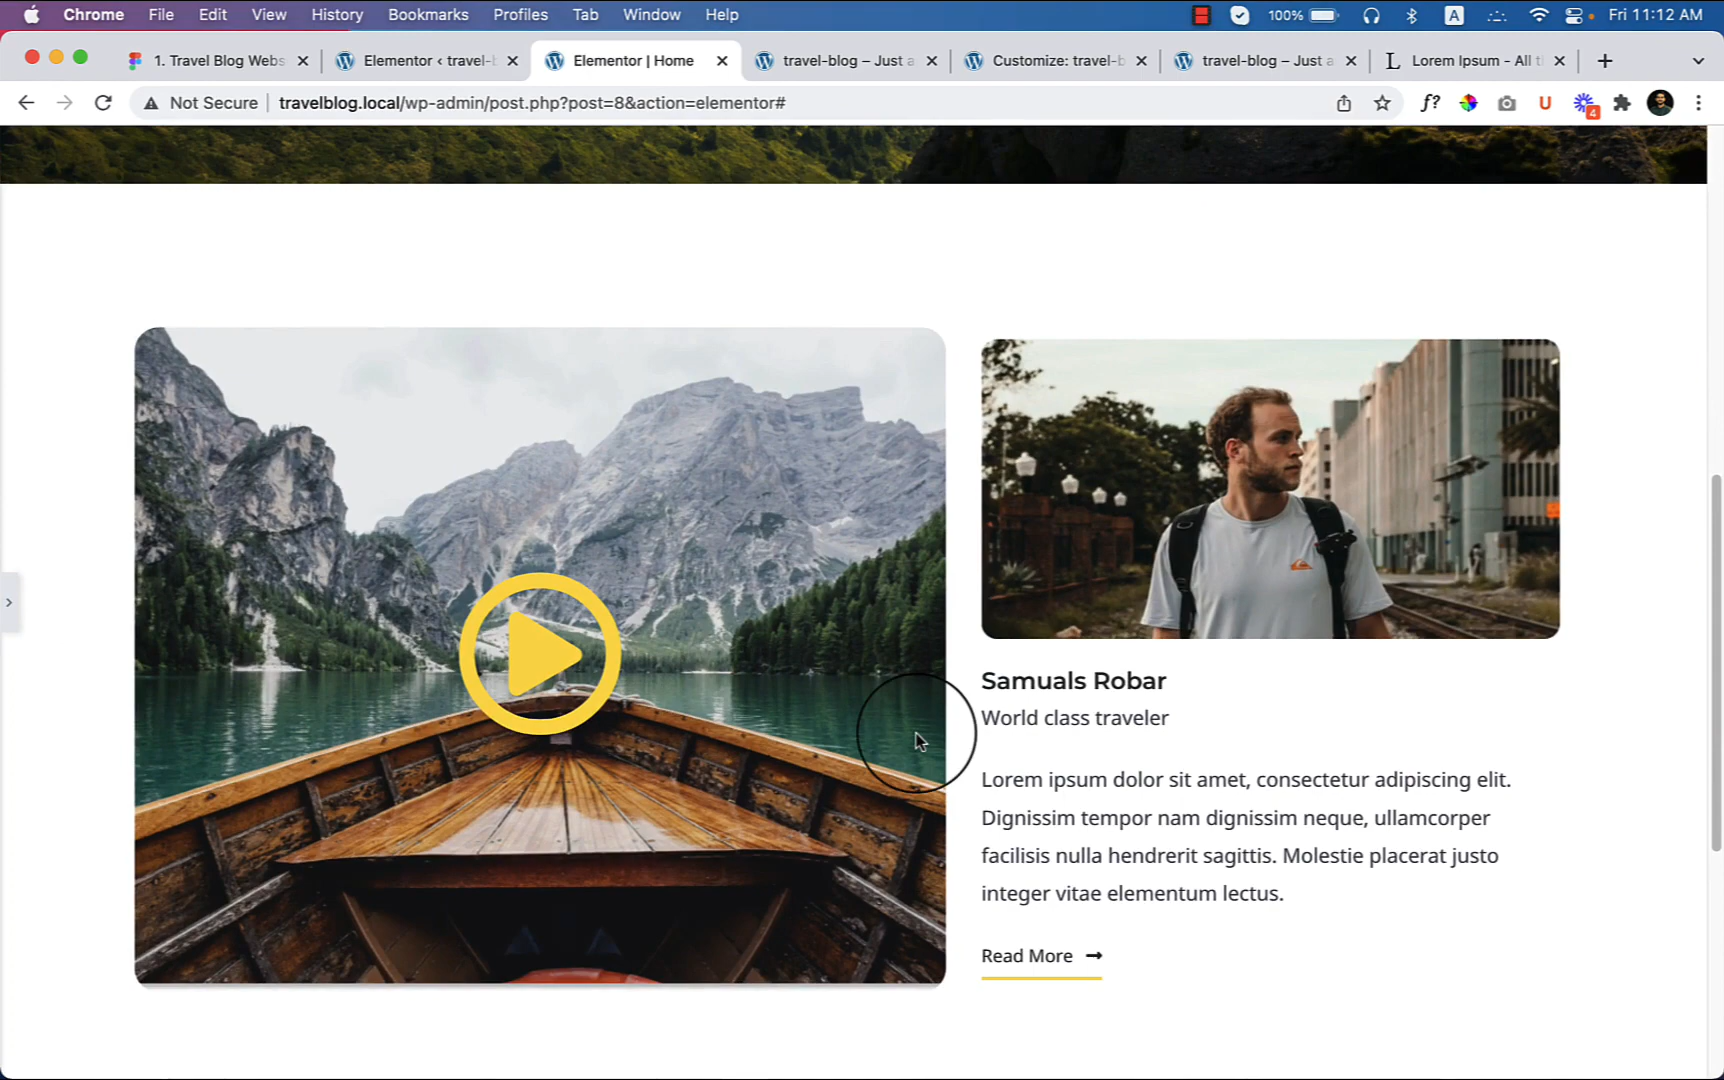 Chrome File Edit View History Bookmarks Profiles Tab Window Help 100% A Fri 11:12 AM
1. Travel Blog Webs Elementor ‹ travel-b Elementor | Home travel-blog – Just a Customize: travel-b travel-blog – Just a L Lorem Ipsum - All t
Not Secure travelblog.local/wp-admin/post.php?post=8&action=elementor# f? U 4
Samuals Robar
World class traveler
Lorem ipsum dolor sit amet, consectetur adipiscing elit.
Dignissim tempor nam dignissim neque, ullamcorper
facilisis nulla hendrerit sagittis. Molestie placerat justo
integer vitae elementum lectus.
Read More →